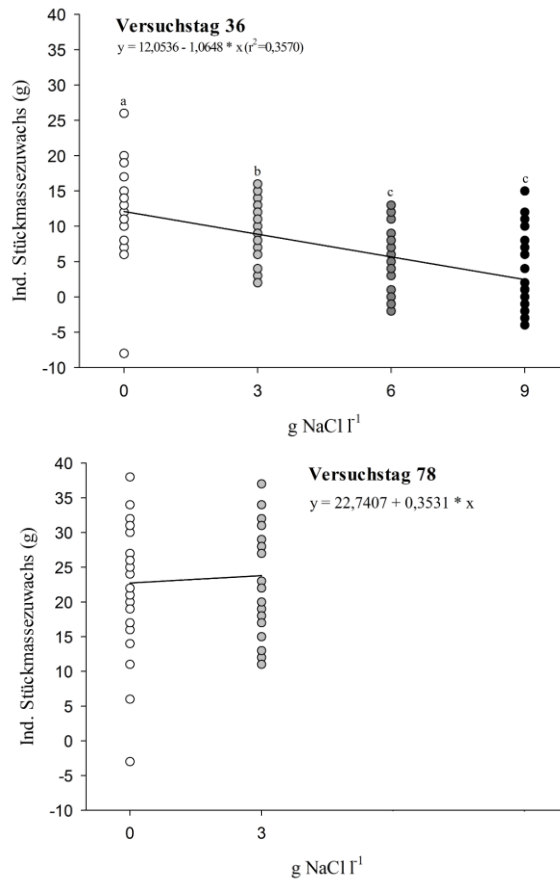 Versuchstag 36
y = 12,0536 - 1,0648 * x (r²=0,3570)
Ind. Stückmassezuwachs (g)
40
35
30
25
20
15
10
5
0
-5
-10
a
b
c
c
0 3 6 9
g NaCl l⁻¹
Versuchstag 78
y = 22,7407 + 0,3531 * x
Ind. Stückmassezuwachs (g)
40
35
30
25
20
15
10
5
0
-5
-10
0 3
g NaCl l⁻¹